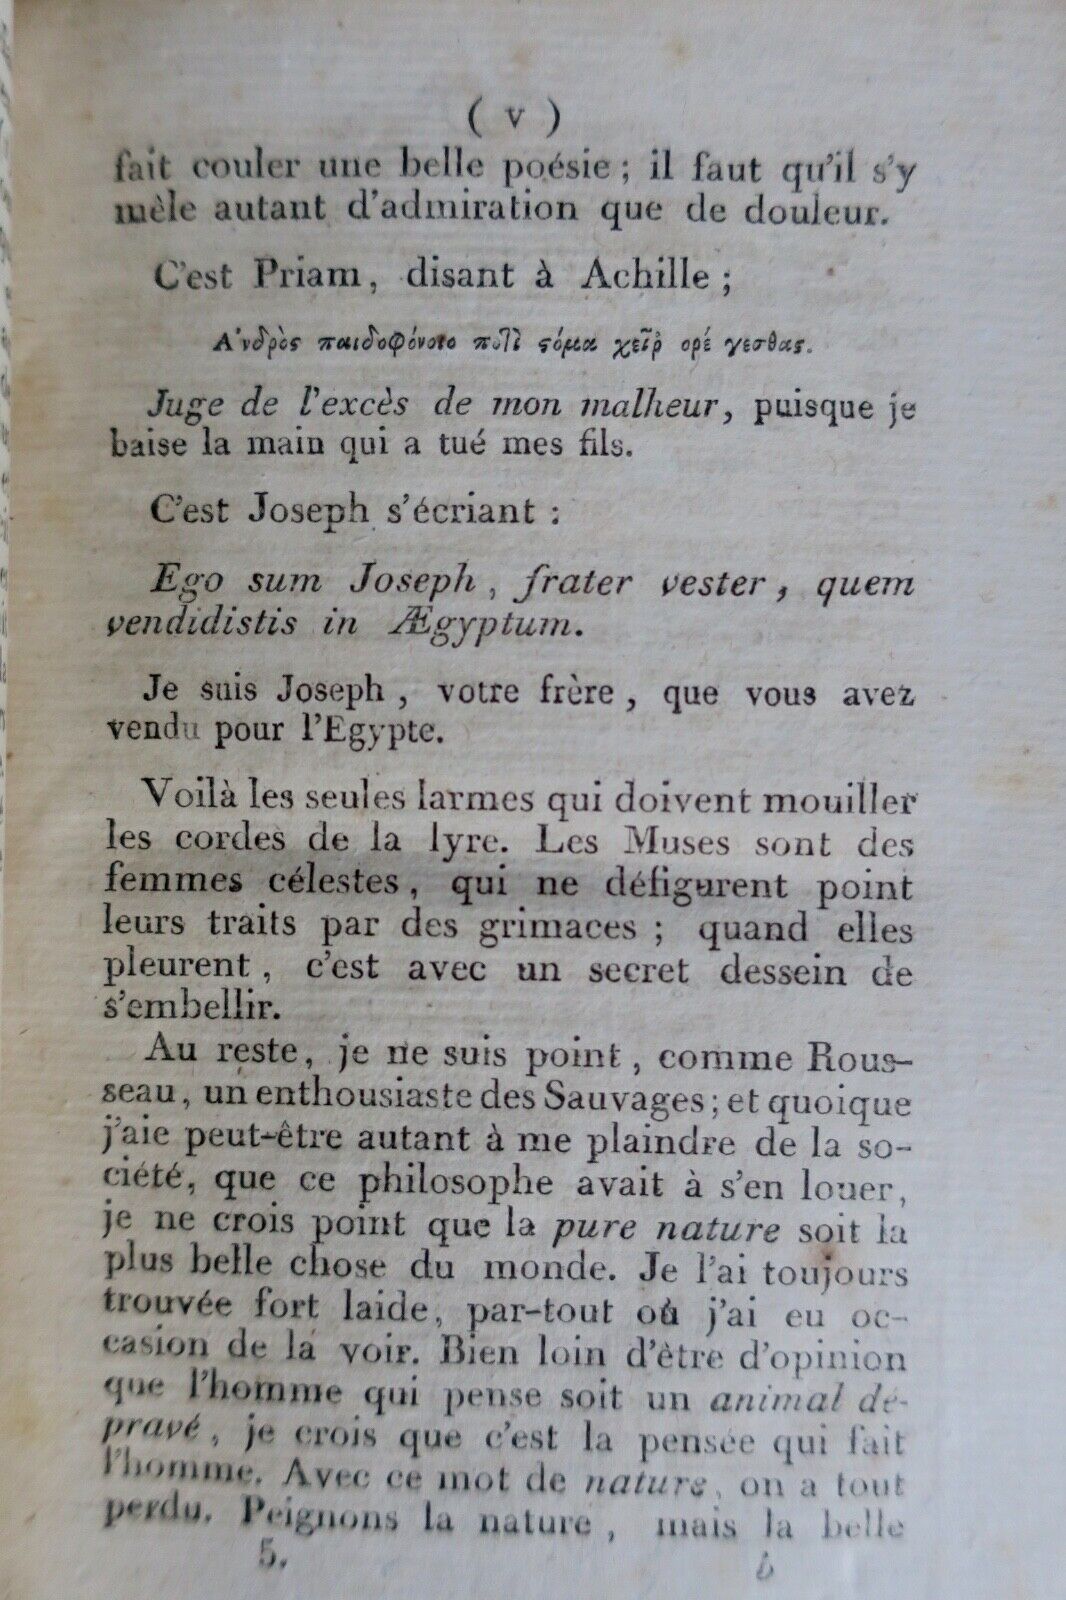 ( v )
fait couler une belle poésie ; il faut qu'il s'y
mêle autant d'admiration que de douleur.
C'est Priam, disant à Achille ;
Ἀνδρὸς παιδοφόνοιο ποτὶ ϛόμα χεῖρ ορέ γεσθας.
Juge de l'excès de mon malheur, puisque je
baise la main qui a tué mes fils.
C'est Joseph s'écriant :
Ego sum Joseph, frater vester, quem
vendidistis in Ægyptum.
Je suis Joseph, votre frère, que vous avez
vendu pour l'Egypte.
Voilà les seules larmes qui doivent mouiller
les cordes de la lyre. Les Muses sont des
femmes célestes, qui ne défigurent point
leurs traits par des grimaces ; quand elles
pleurent, c'est avec un secret dessein de
s'embellir.
Au reste, je ne suis point, comme Rous-
seau, un enthousiaste des Sauvages ; et quoique
j'aie peut-être autant à me plaindre de la so-
ciété, que ce philosophe avait à s'en louer,
je ne crois point que la pure nature soit la
plus belle chose du monde. Je l'ai toujours
trouvée fort laide, par-tout où j'ai eu oc-
casion de la voir. Bien loin d'être d'opinion
que l'homme qui pense soit un animal dé-
pravé, je crois que c'est la pensée qui fait
l'homme. Avec ce mot de nature, on a tout
perdu. Peignons la nature, mais la belle
5. b